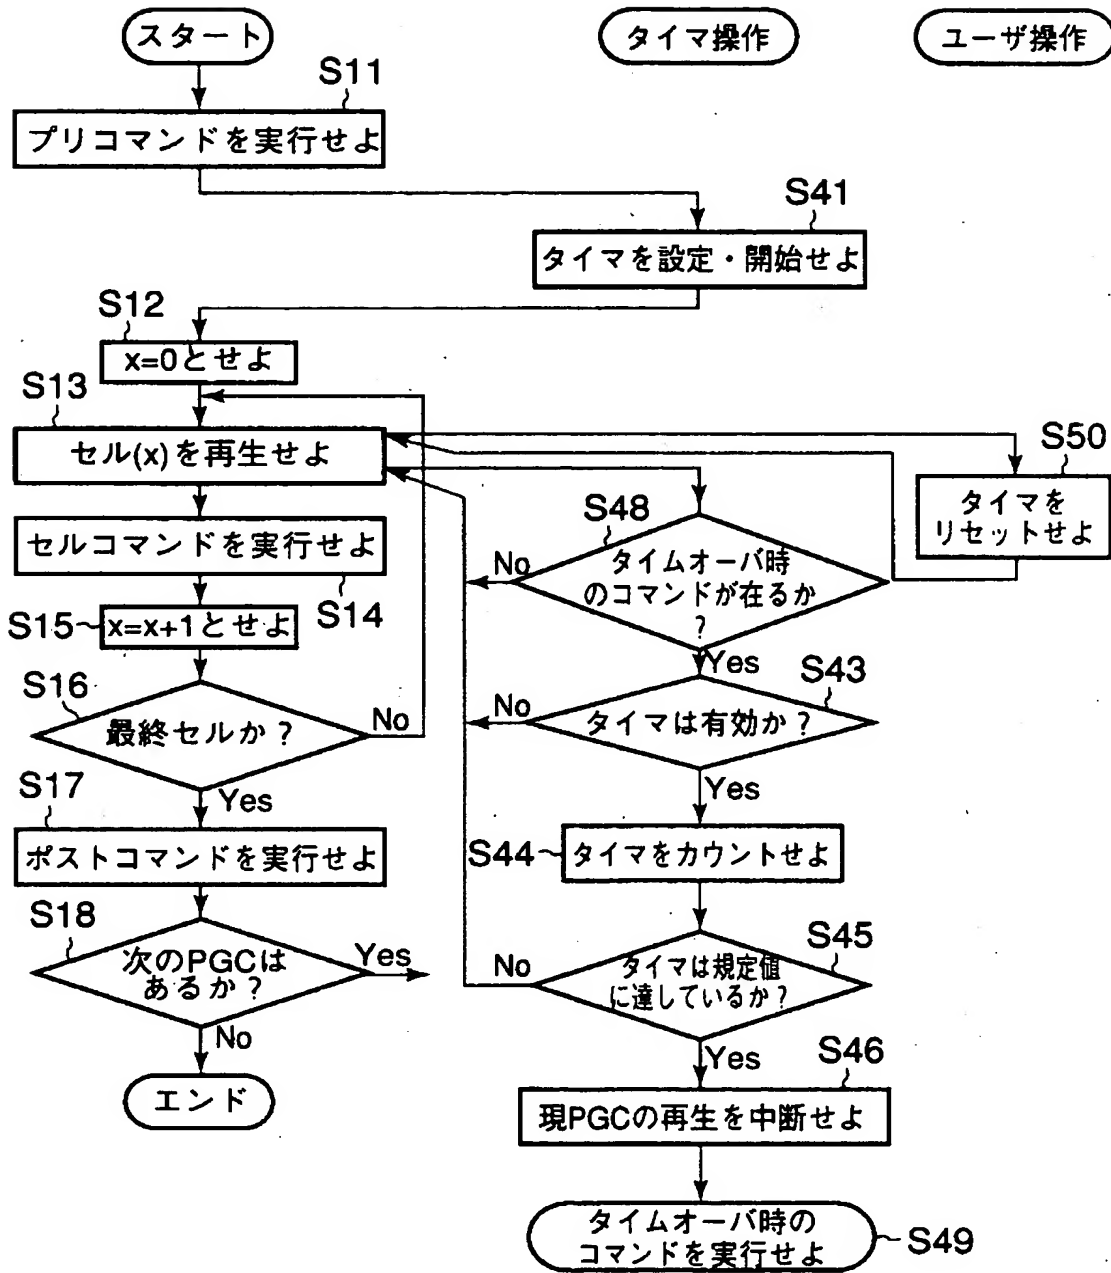 スタート
タイマ操作
ユーザ操作
S11
プリコマンドを実行せよ
S41
タイマを設定・開始せよ
S12
x=0とせよ
S13
セル(x)を再生せよ
S50
タイマを
リセットせよ
S48
タイムオーバ時
のコマンドが在るか
?
No
Yes
セルコマンドを実行せよ
S14
S15
x=x+1とせよ
S16
最終セルか?
No
Yes
S43
タイマは有効か?
No
Yes
S17
ポストコマンドを実行せよ
S44
タイマをカウントせよ
S18
次のPGCは
あるか?
Yes
No
S45
タイマは規定値
に達しているか?
No
Yes
エンド
S46
現PGCの再生を中断せよ
タイムオーバ時の
コマンドを実行せよ
S49